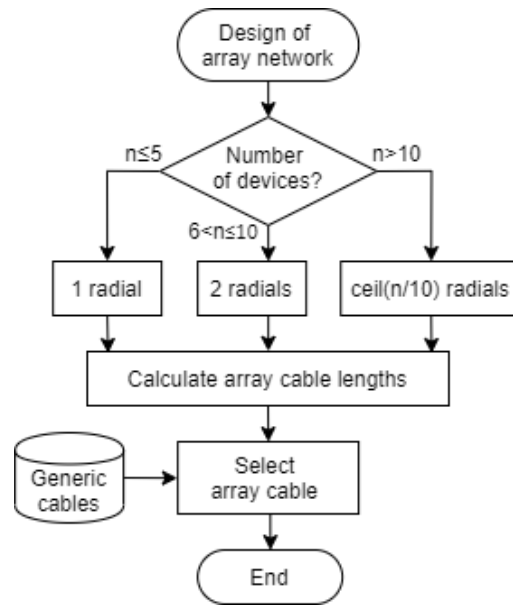 Design of
array network
Number
of devices?
n≤5
n>10
6<n≤10
1 radial
2 radials
ceil(n/10) radials
Calculate array cable lengths
Generic
cables
Select
array cable
End